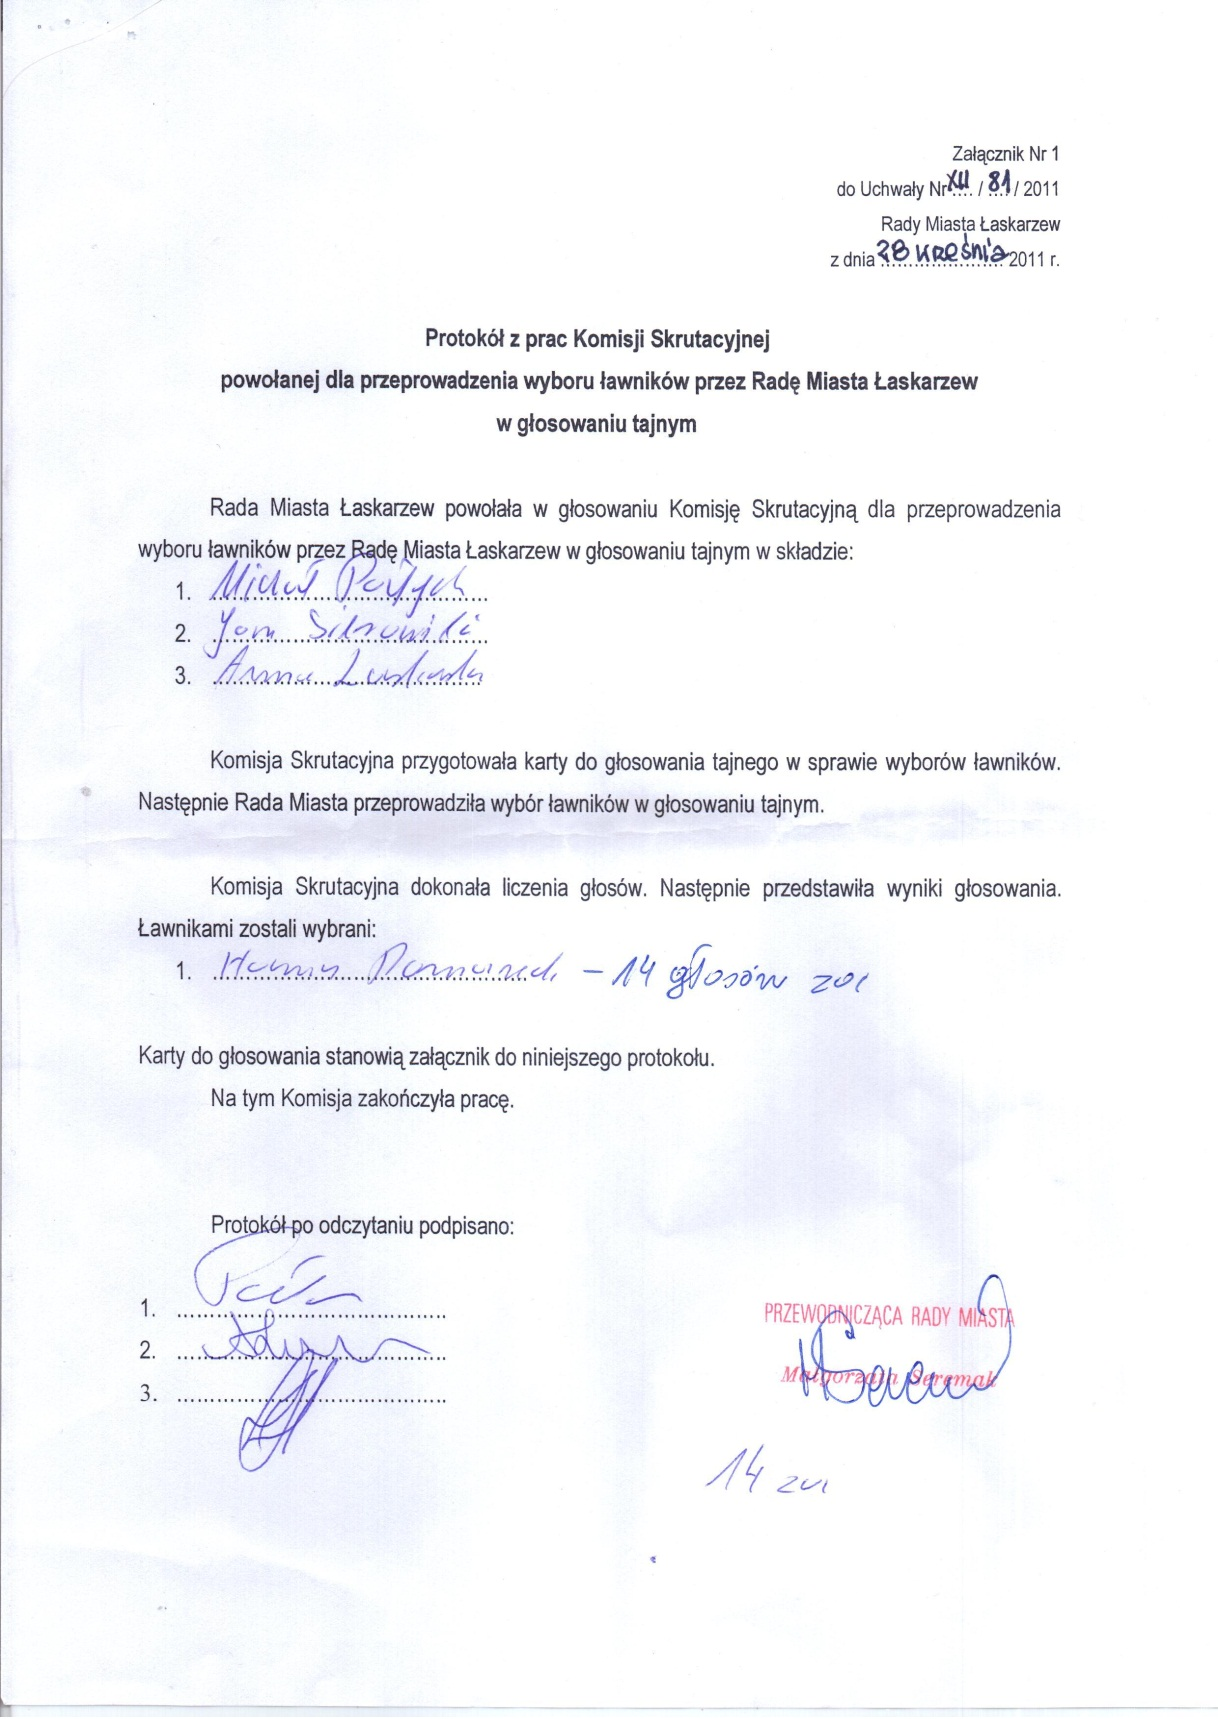 Załącznik Nr 1
do Uchwały Nr XII / 81 / 2011
Rady Miasta Łaskarzew
z dnia 28 września 2011 r.
Protokół z prac Komisji Skrutacyjnej
powołanej dla przeprowadzenia wyboru ławników przez Radę Miasta Łaskarzew
w głosowaniu tajnym
Rada Miasta Łaskarzew powołała w głosowaniu Komisję Skrutacyjną dla przeprowadzenia
wyboru ławników przez Radę Miasta Łaskarzew w głosowaniu tajnym w składzie:
1. Michał
2. Jan
3. Anna
Komisja Skrutacyjna przygotowała karty do głosowania tajnego w sprawie wyborów ławników.
Następnie Rada Miasta przeprowadziła wybór ławników w głosowaniu tajnym.
Komisja Skrutacyjna dokonała liczenia głosów. Następnie przedstawiła wyniki głosowania.
Ławnikami zostali wybrani:
1. – 14 głosów za
Karty do głosowania stanowią załącznik do niniejszego protokołu.
Na tym Komisja zakończyła pracę.
Protokół po odczytaniu podpisano:
1.
PRZEWODNICZĄCA RADY MIASTA
2.
Małgorzata Seremak
3.
14 za